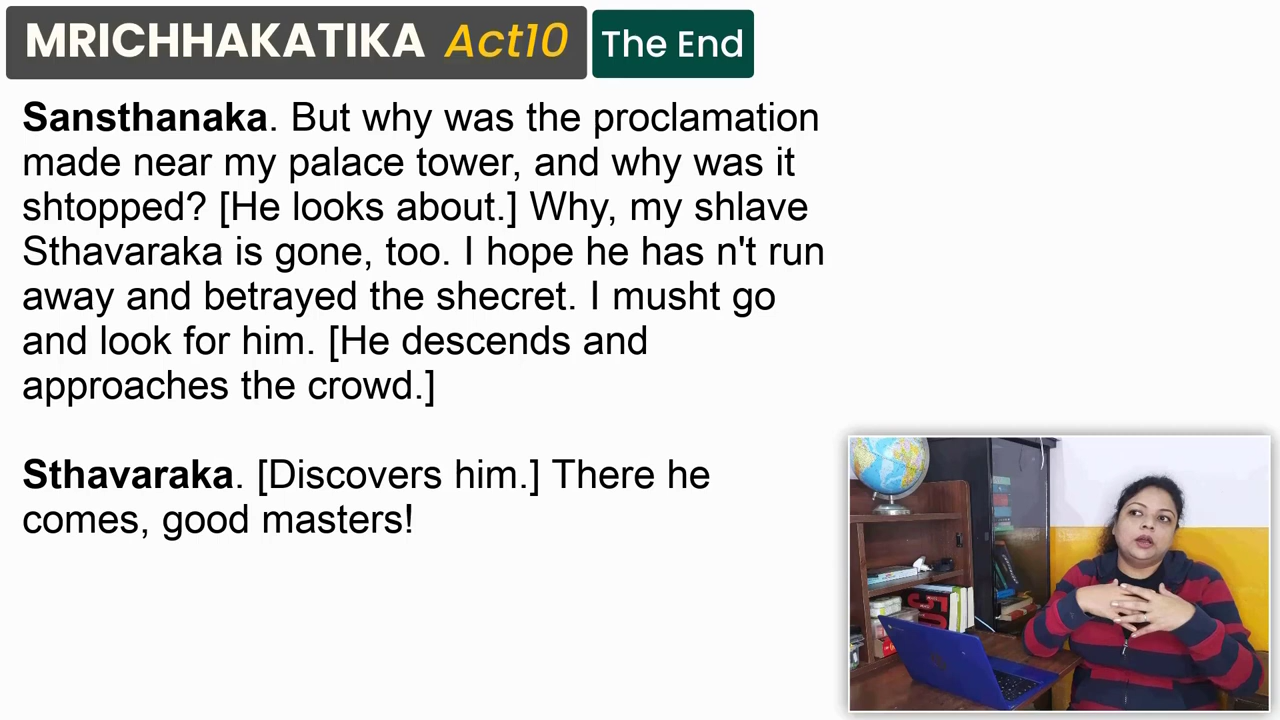 MRICHHAKATIKA Act10 The End
Sansthanaka. But why was the proclamation
made near my palace tower, and why was it
shtopped? [He looks about.] Why, my shlave
Sthavaraka is gone, too. I hope he has n't run
away and betrayed the shecret. I musht go
and look for him. [He descends and
approaches the crowd.]
Sthavaraka. [Discovers him.] There he
comes, good masters!